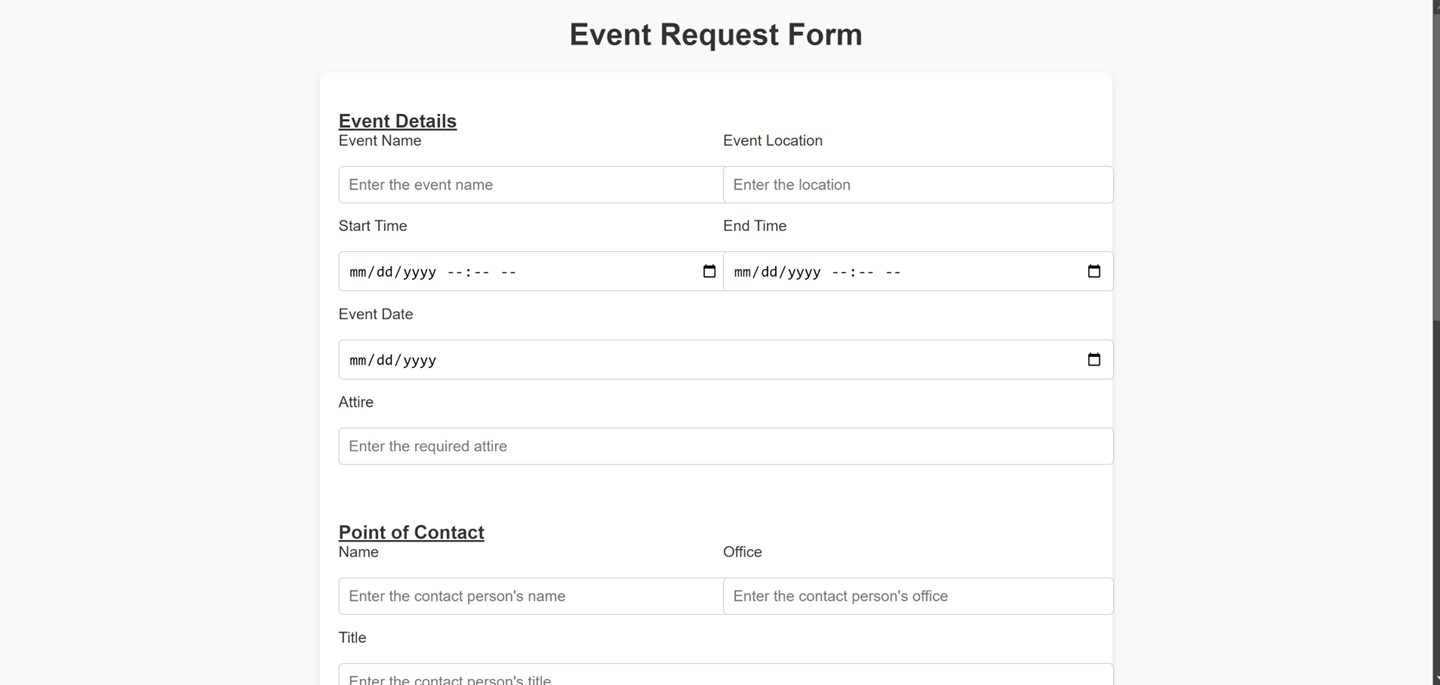 Event Request Form
Event Details
Event Name Event Location
Enter the event name Enter the location
Start Time End Time
mm/dd/yyyy --:-- -- mm/dd/yyyy --:-- --
Event Date
mm/dd/yyyy
Attire
Enter the required attire
Point of Contact
Name Office
Enter the contact person's name Enter the contact person's office
Title
Enter the contact person's title